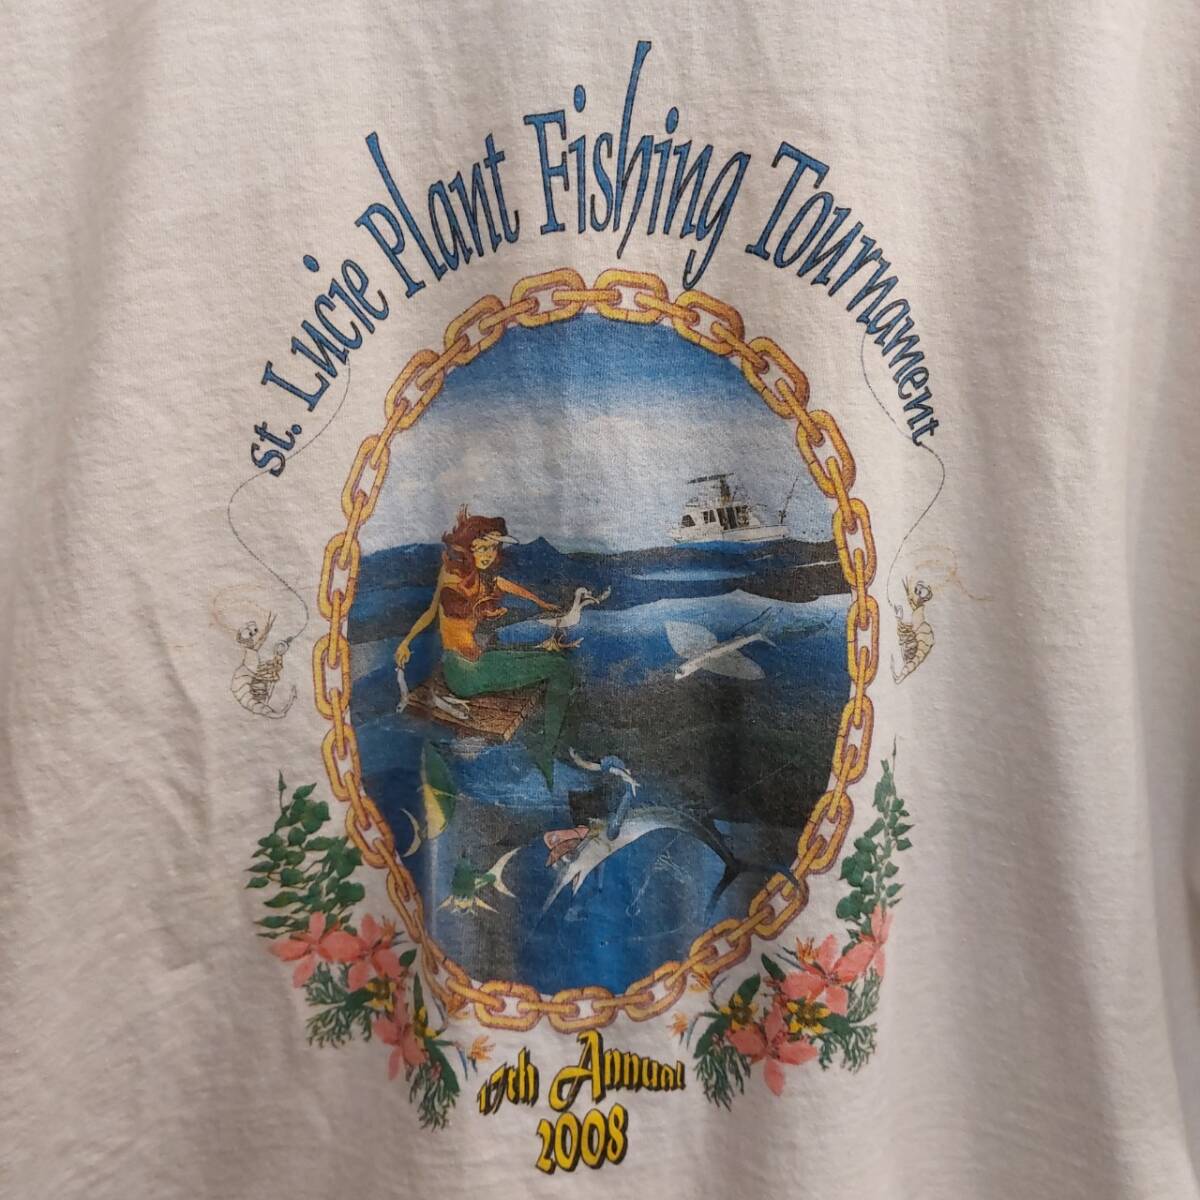 St. Lucie Plant Fishing Tournament
17th Annual
2008